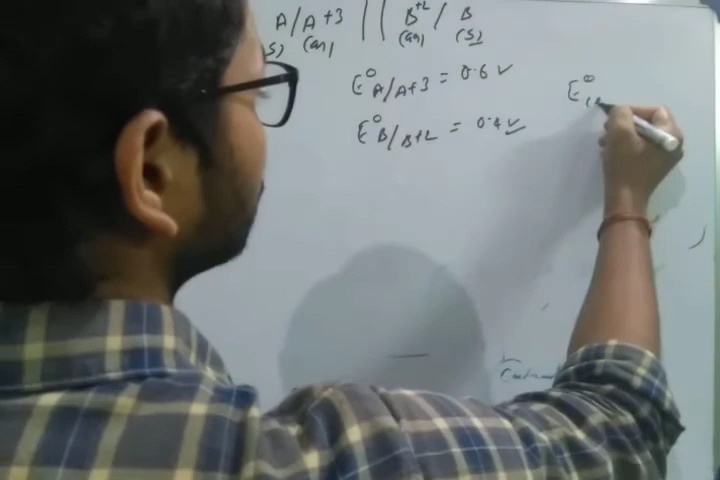 A/A+3 || B+2/B
(s) (aq) (aq) (s)
E° A/A+3 = 0.6 V
E° B/B+2 = 0.4 V
E°